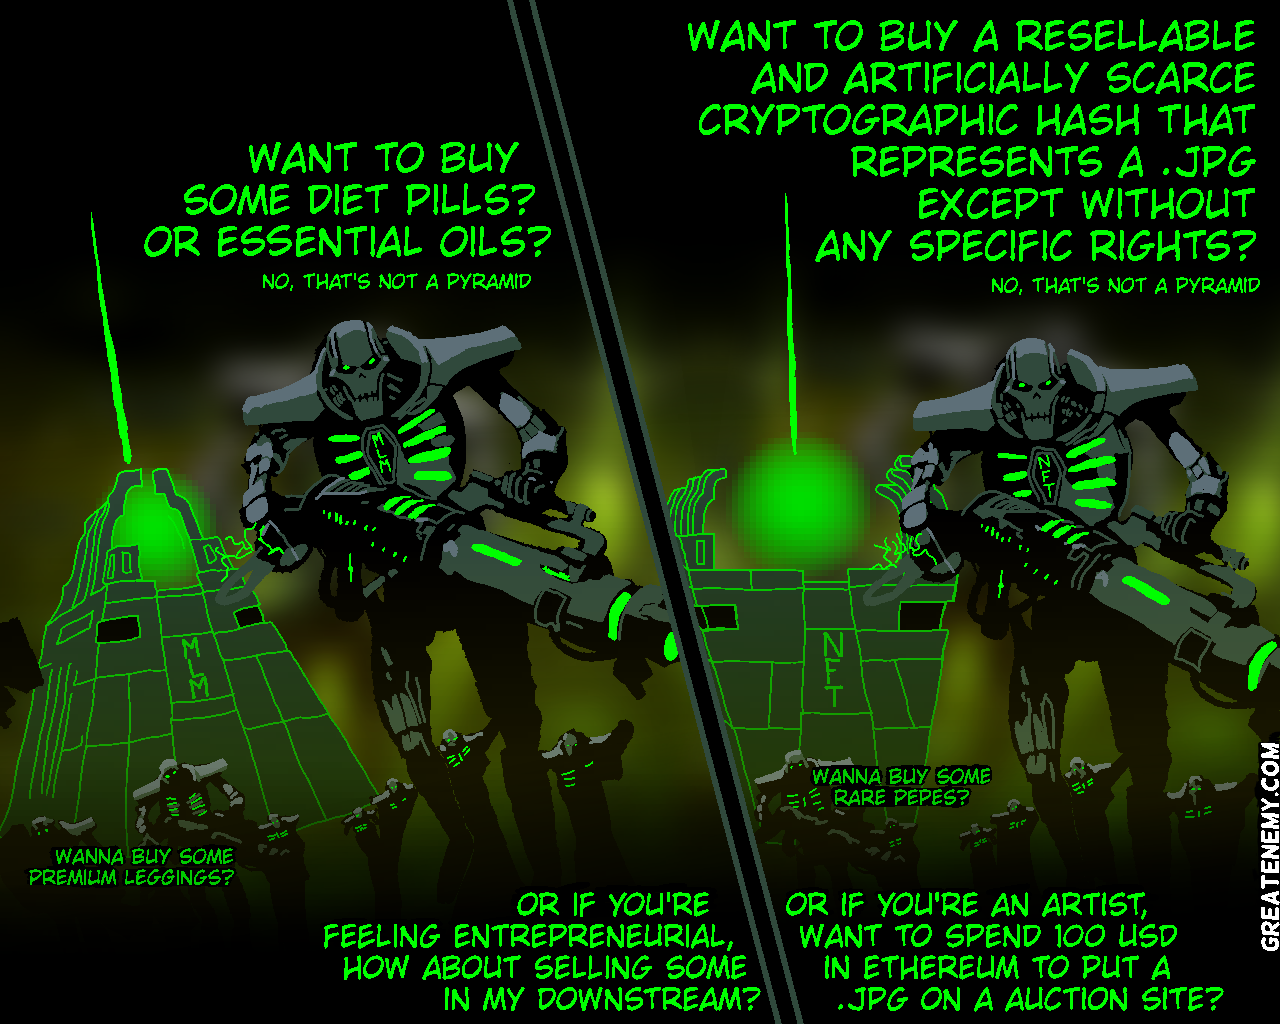 WANT TO BUY
SOME DIET PILLS?
OR ESSENTIAL OILS?
NO, THAT'S NOT A PYRAMID
MLM
MLM
WANNA BUY SOME
PREMIUM LEGGINGS?
OR IF YOU'RE
FEELING ENTREPRENEURIAL,
HOW ABOUT SELLING SOME
IN MY DOWNSTREAM?
WANT TO BUY A RESELLABLE
AND ARTIFICIALLY SCARCE
CRYPTOGRAPHIC HASH THAT
REPRESENTS A .JPG
EXCEPT WITHOUT
ANY SPECIFIC RIGHTS?
NO, THAT'S NOT A PYRAMID
NFT
NFT
WANNA BUY SOME
RARE PEPES?
OR IF YOU'RE AN ARTIST,
WANT TO SPEND 100 USD
IN ETHEREUM TO PUT A
.JPG ON A AUCTION SITE?
GREATENEMY.COM